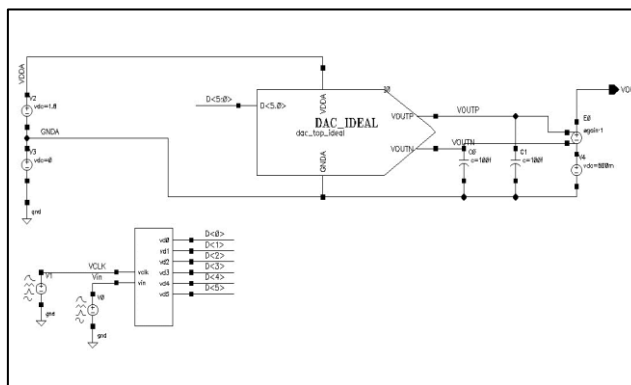 VDDA
V2
vdc=1.8
GNDA
V3
vdc=0
gnd
D<5:0>
D<5:0>
VDDA
DAC_IDEAL
dac_top_ideal
GNDA
VOUTP
VOUTN
VOUTP
VOUTN
C0
c=100f
C1
c=100f
E0
egain=1
V4
vdc=800m
VCLK
Vin
V1
gnd
V0
gnd
vclk
vin
vd0
vd1
vd2
vd3
vd4
vd5
D<0>
D<1>
D<2>
D<3>
D<4>
D<5>